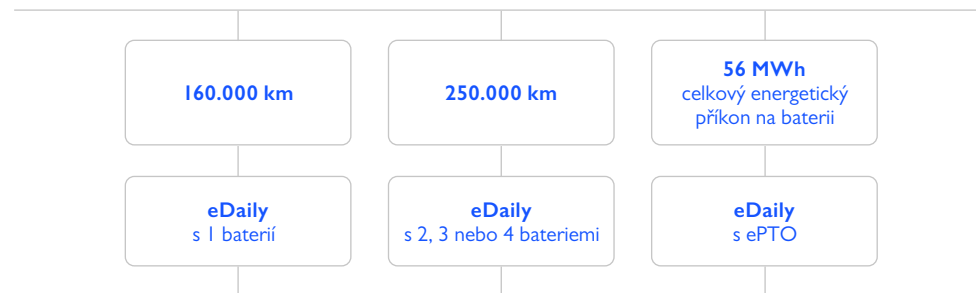 160.000 km
250.000 km
56 MWh
celkový energetický
příkon na baterii
eDaily
s 1 baterií
eDaily
s 2, 3 nebo 4 bateriemi
eDaily
s ePTO